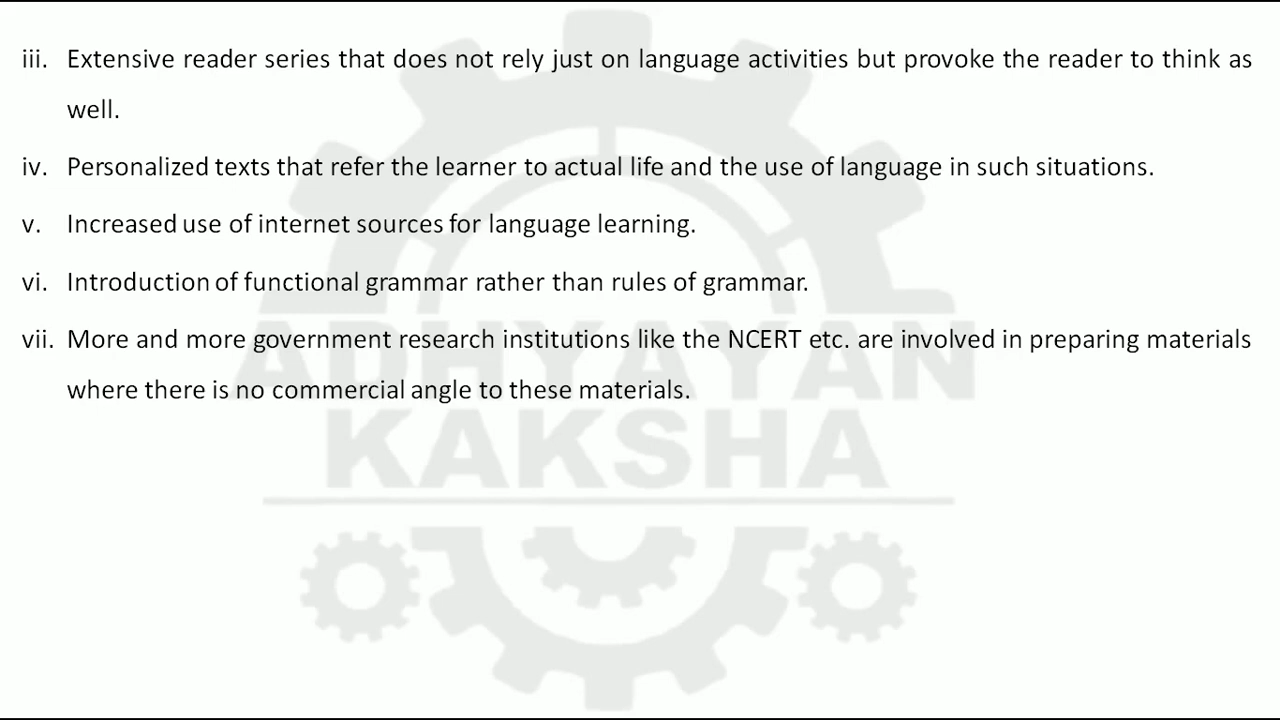 iii. Extensive reader series that does not rely just on language activities but provoke the reader to think as
well.
iv. Personalized texts that refer the learner to actual life and the use of language in such situations.
v. Increased use of internet sources for language learning.
vi. Introduction of functional grammar rather than rules of grammar.
vii. More and more government research institutions like the NCERT etc. are involved in preparing materials
where there is no commercial angle to these materials.
ADHYAYAN
KAKSHA